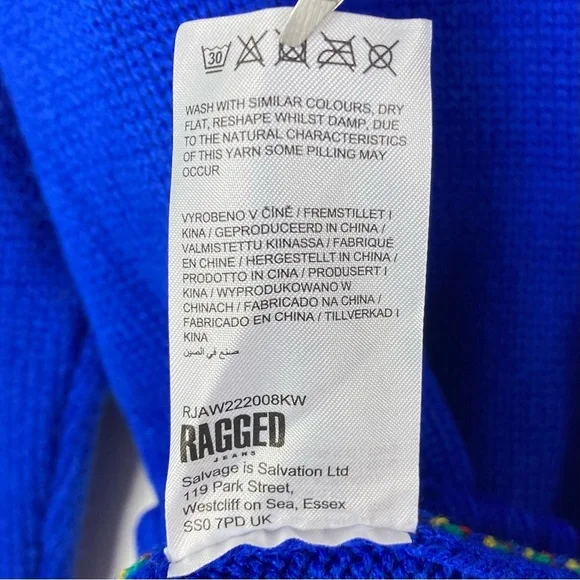 30
WASH WITH SIMILAR COLOURS, DRY
FLAT, RESHAPE WHILST DAMP, DUE
TO THE NATURAL CHARACTERISTICS
OF THIS YARN SOME PILLING MAY
OCCUR
VYROBENO V ČÍNĚ / FREMSTILLET I
KINA / GEPRODUCEERD IN CHINA /
VALMISTETTU KIINASSA / FABRIQUÉ
EN CHINE / HERGESTELLT IN CHINA /
PRODOTTO IN CINA / PRODUSERT I
KINA / WYPRODUKOWANO W
CHINACH / FABRICADO NA CHINA /
FABRICADO EN CHINA / TILLVERKAD I
KINA
صنع في الصين
RJAW222008KW
RAGGED
JEANS
Salvage is Salvation Ltd
119 Park Street,
Westcliff on Sea, Essex
SS0 7PD UK